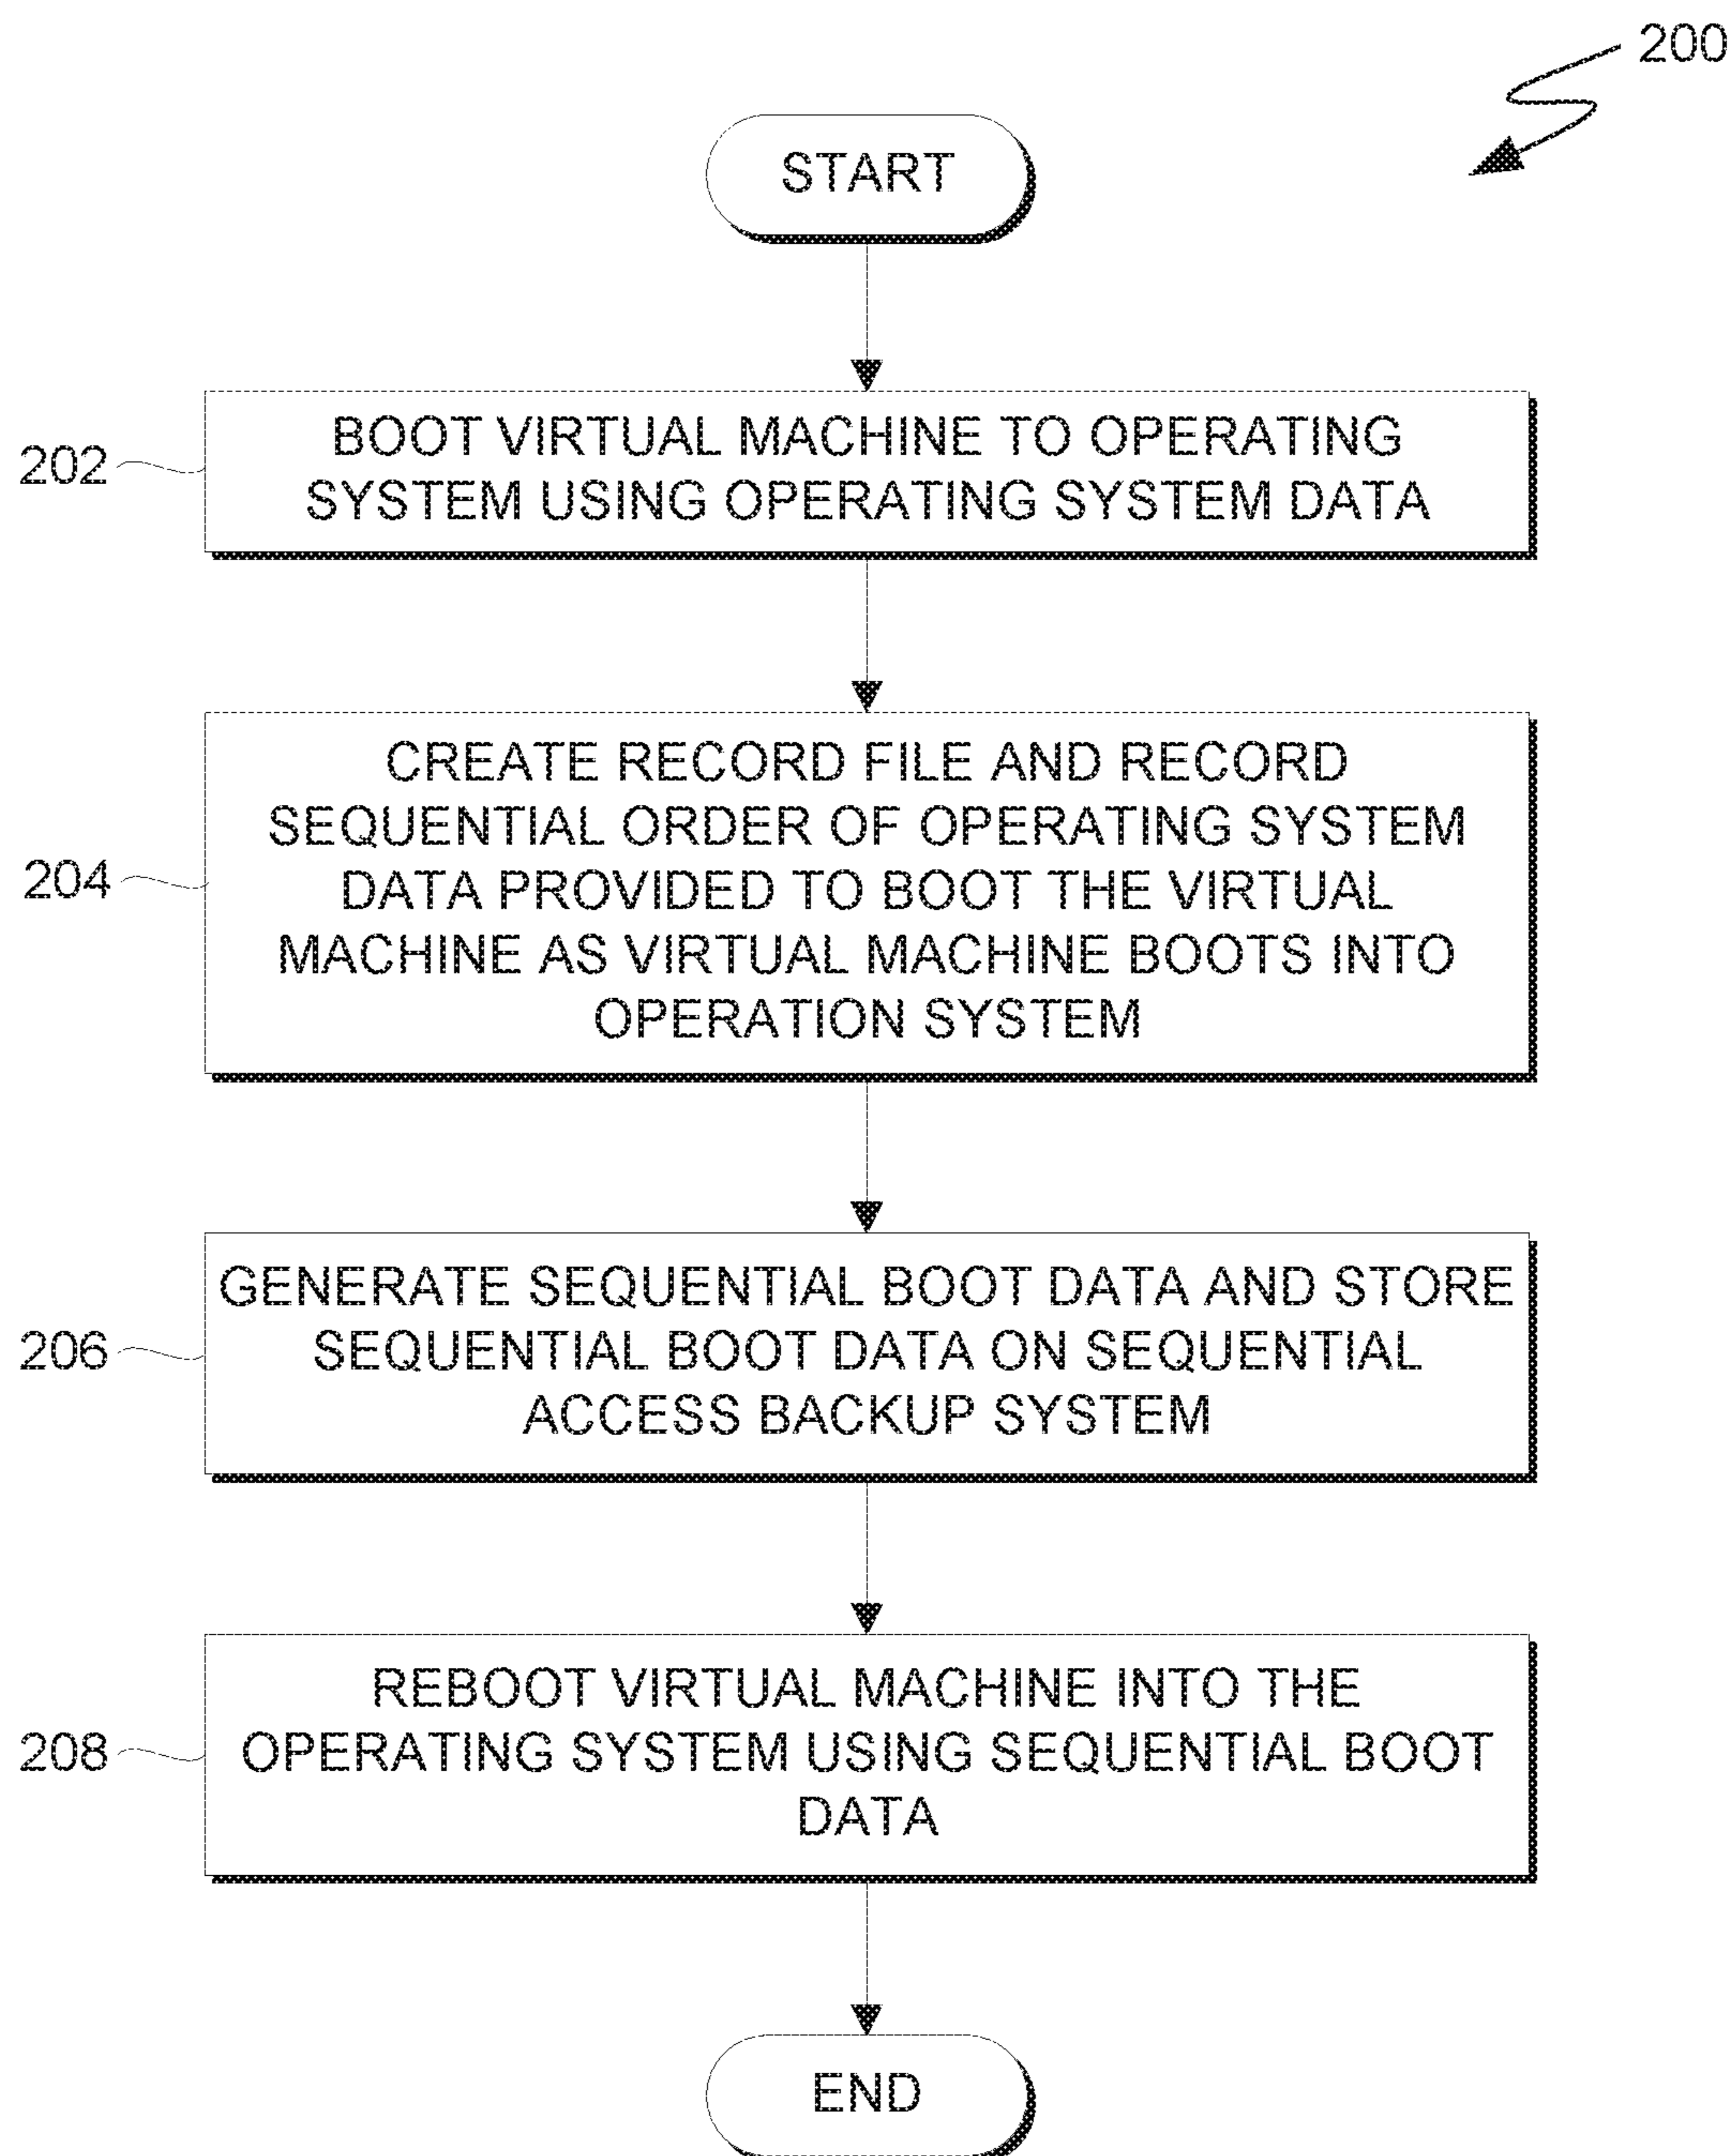 200
START
202
BOOT VIRTUAL MACHINE TO OPERATING
SYSTEM USING OPERATING SYSTEM DATA
204
CREATE RECORD FILE AND RECORD
SEQUENTIAL ORDER OF OPERATING SYSTEM
DATA PROVIDED TO BOOT THE VIRTUAL
MACHINE AS VIRTUAL MACHINE BOOTS INTO
OPERATION SYSTEM
206
GENERATE SEQUENTIAL BOOT DATA AND STORE
SEQUENTIAL BOOT DATA ON SEQUENTIAL
ACCESS BACKUP SYSTEM
208
REBOOT VIRTUAL MACHINE INTO THE
OPERATING SYSTEM USING SEQUENTIAL BOOT
DATA
END